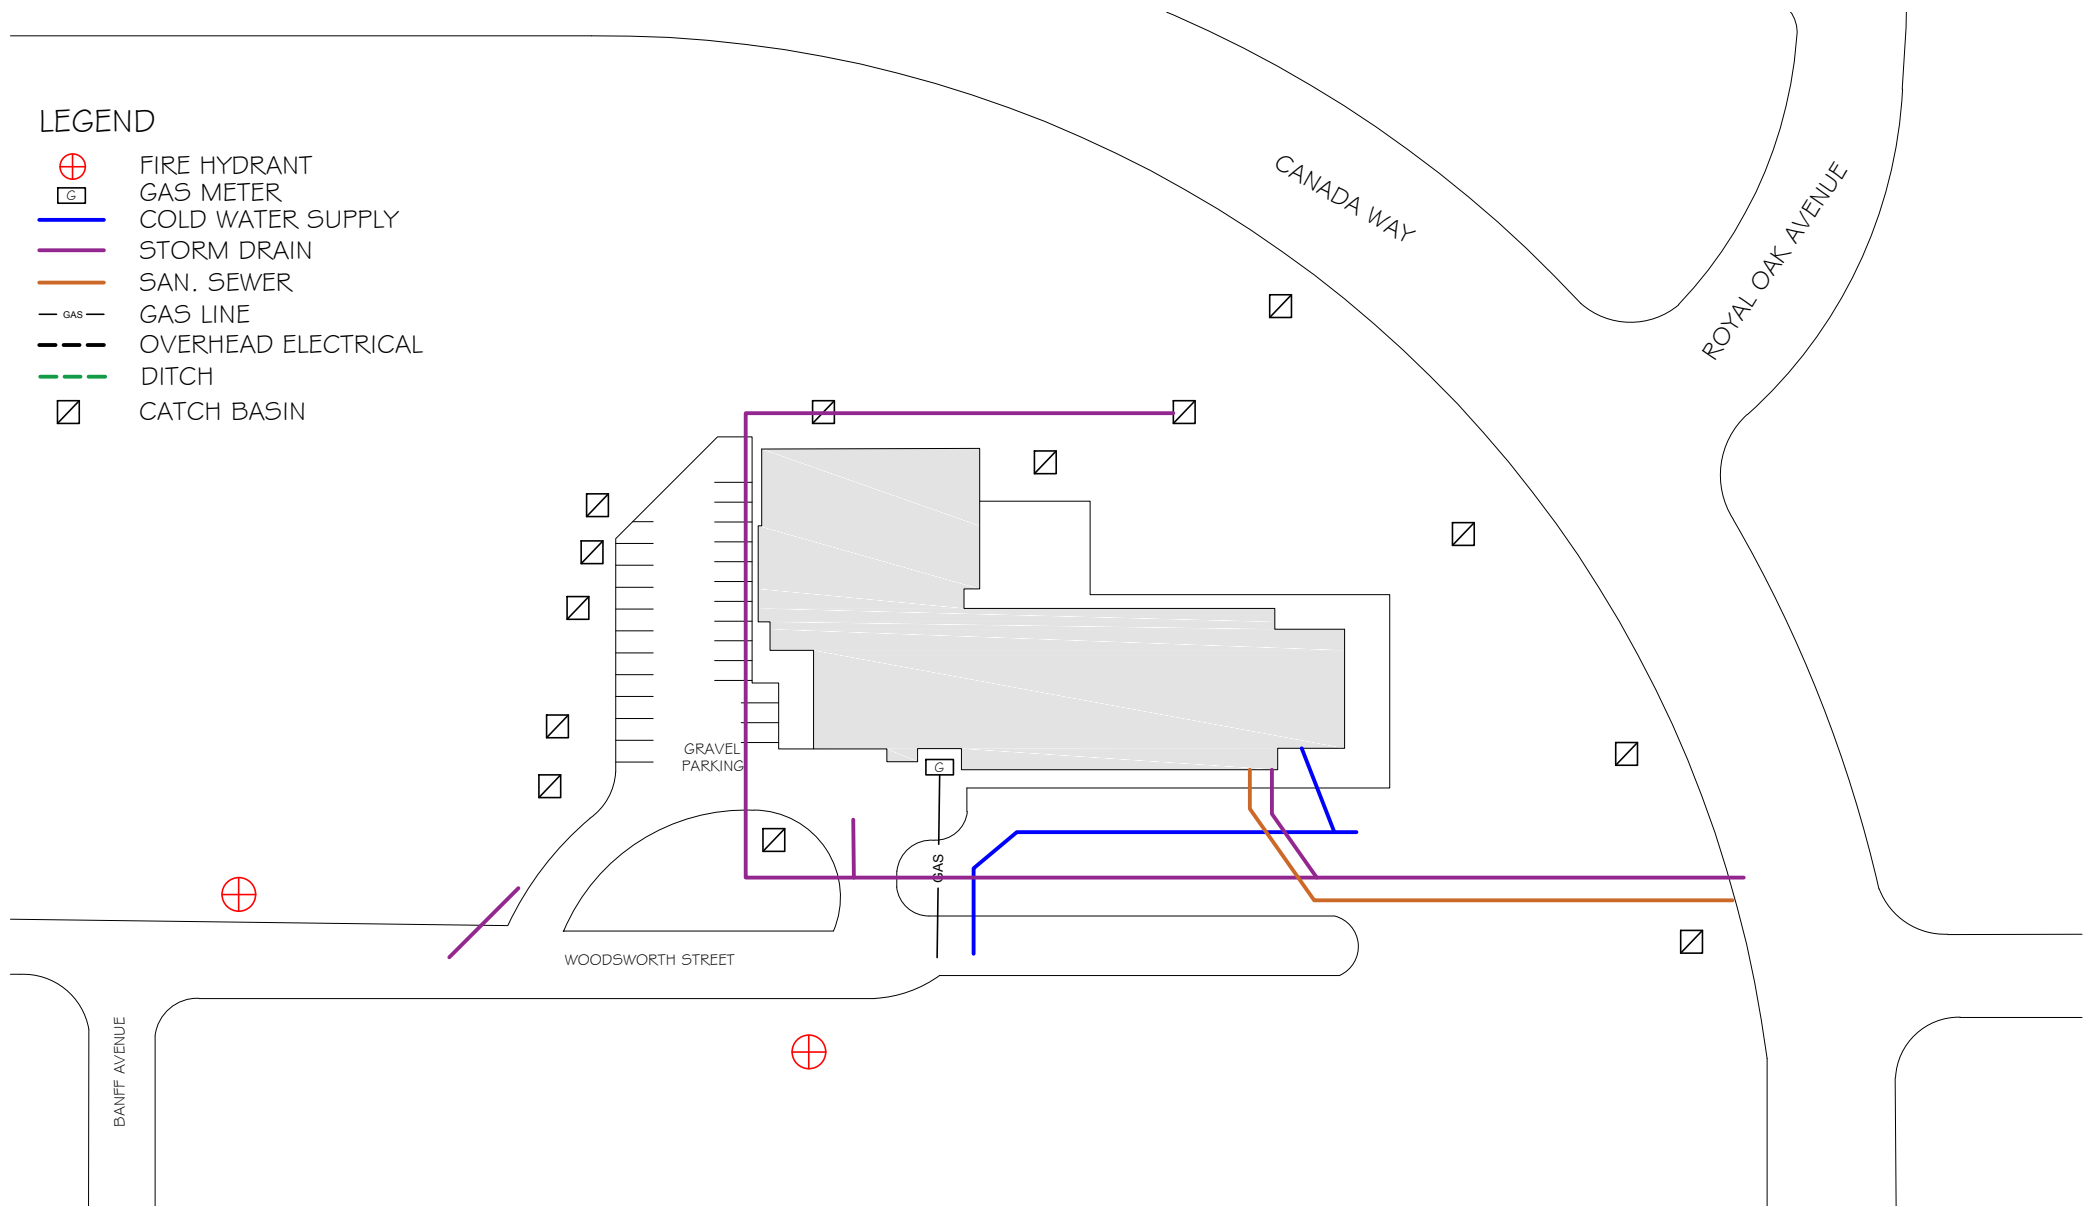 LEGEND
FIRE HYDRANT
G GAS METER
COLD WATER SUPPLY
STORM DRAIN
SAN. SEWER
GAS GAS LINE
OVERHEAD ELECTRICAL
DITCH
CATCH BASIN
CANADA WAY
ROYAL OAK AVENUE
GRAVEL
PARKING
G
GAS
WOODSWORTH STREET
BANFF AVENUE